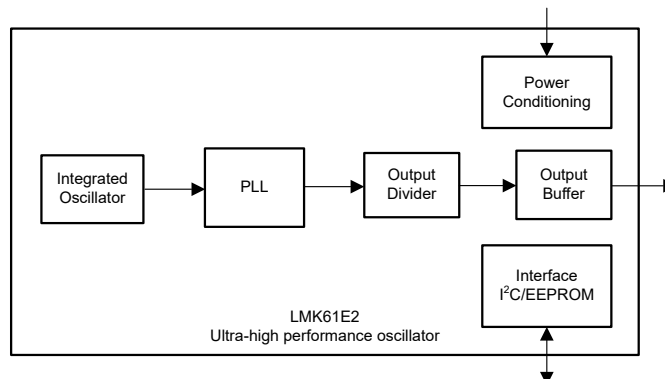 Power
Conditioning
Integrated
Oscillator
PLL
Output
Divider
Output
Buffer
Interface
I²C/EEPROM
LMK61E2
Ultra-high performance oscillator